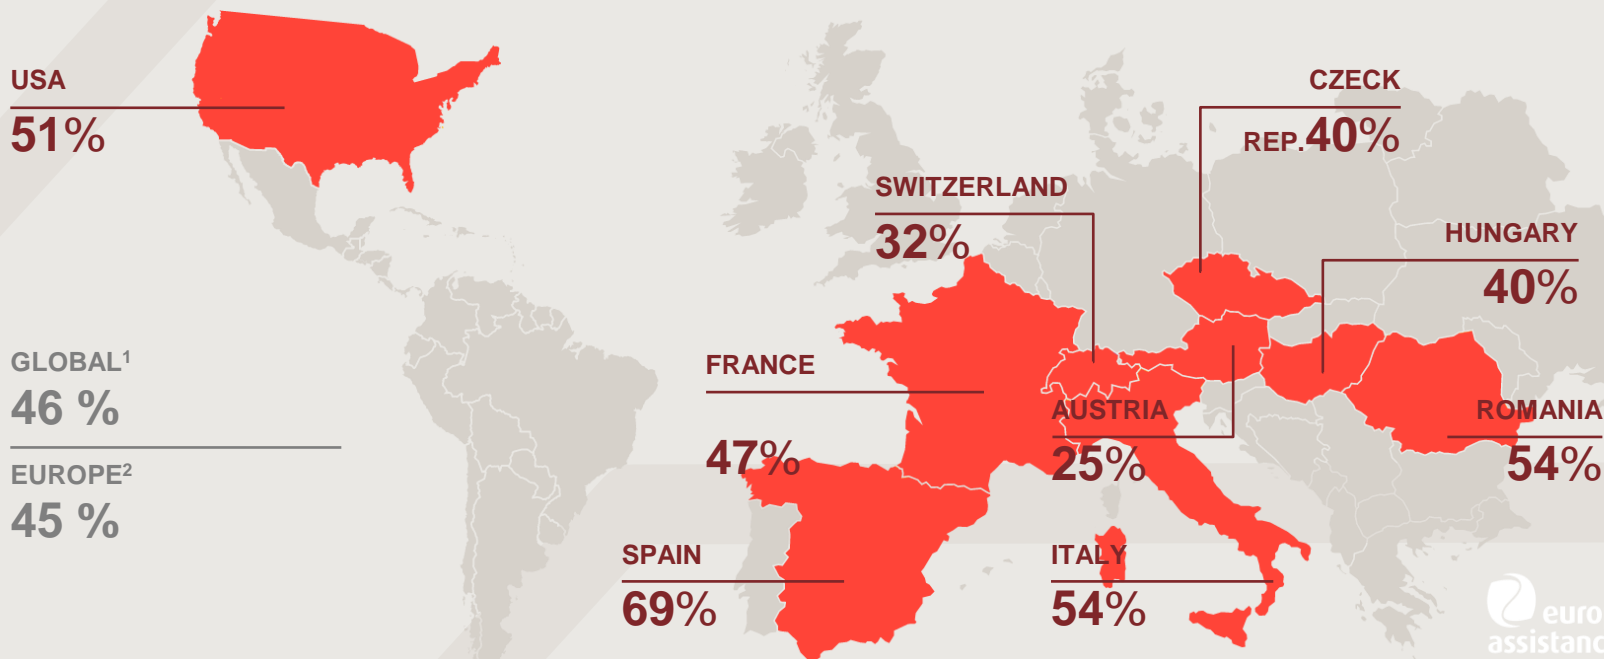 USA
51%
CZECK
REP.40%
SWITZERLAND
32%
HUNGARY
40%
GLOBAL¹
46 %
EUROPE²
45 %
FRANCE
47%
AUSTRIA
25%
ROMANIA
54%
SPAIN
69%
ITALY
54%
euro
assistanc